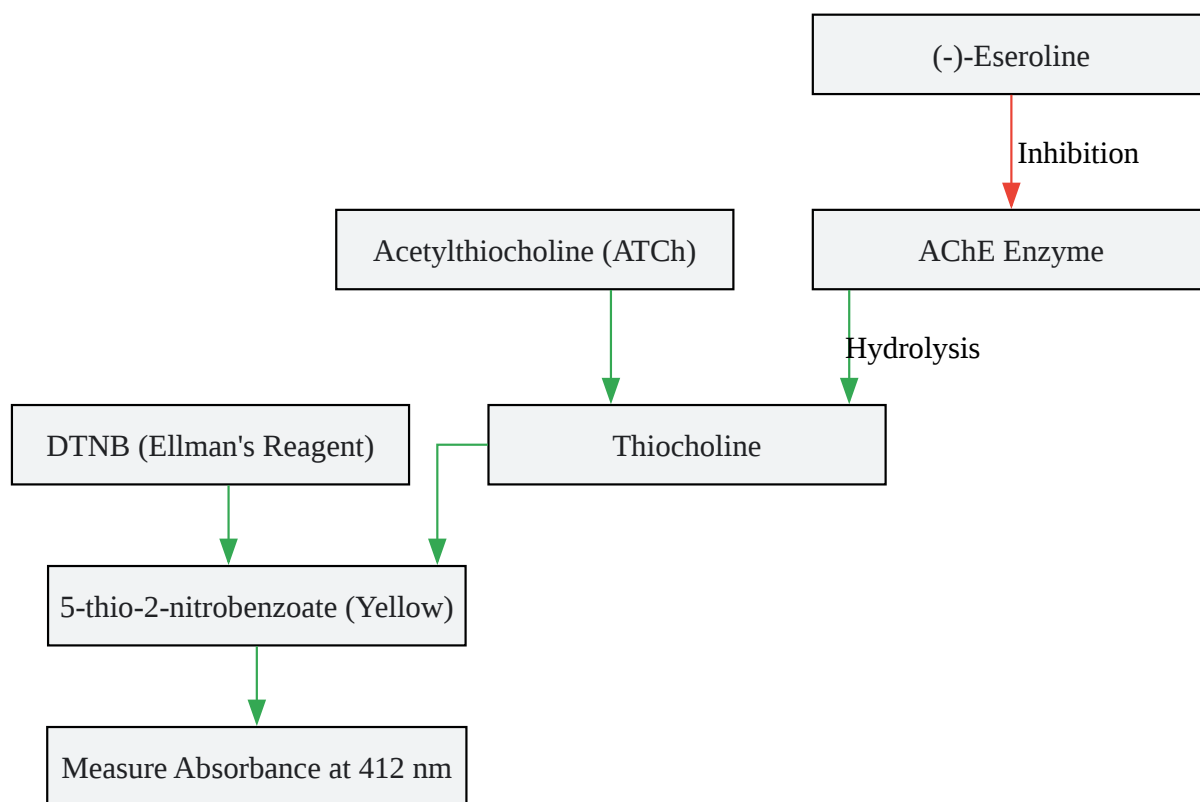 (-)-Eseroline
Inhibition
Acetylthiocholine (ATCh)
AChE Enzyme
Hydrolysis
DTNB (Ellman's Reagent)
Thiocholine
5-thio-2-nitrobenzoate (Yellow)
Measure Absorbance at 412 nm